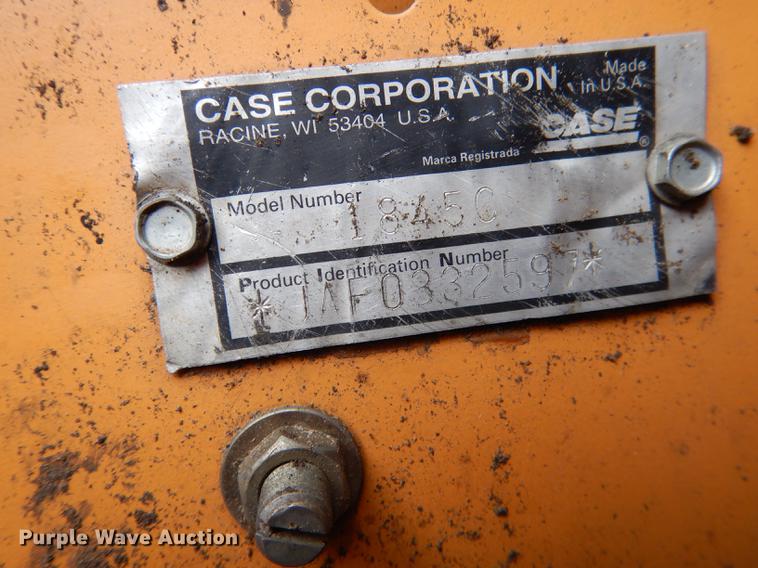 CASE CORPORATION
RACINE, WI 53404 U.S.A.
Made
In U.S.A.
CASE®
Marca Registrada
Model Number
1845C
Product Identification Number
*JAF0332597*
Purple Wave Auction